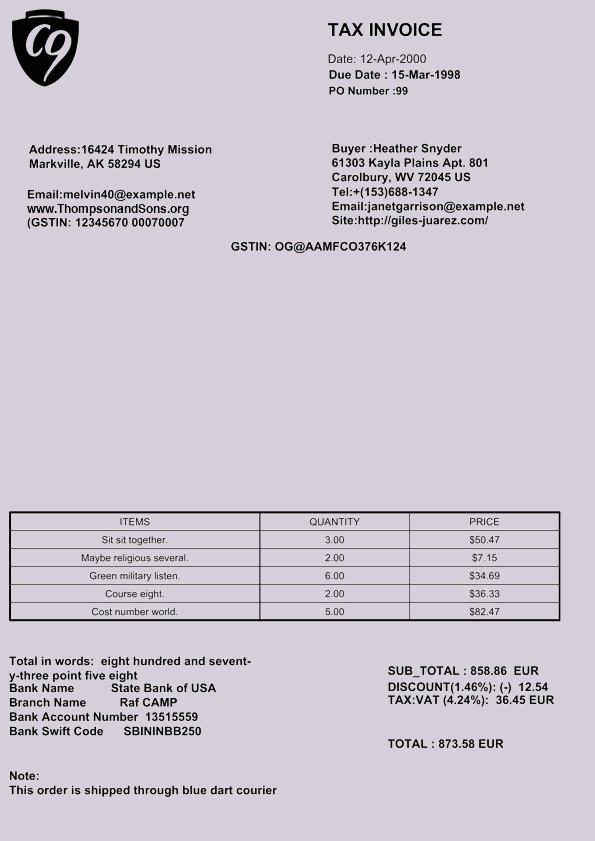 C9
TAX INVOICE
Date: 12-Apr-2000
Due Date : 15-Mar-1998
PO Number :99
Address:16424 Timothy Mission
Markville, AK 58294 US
Email:melvin40@example.net
www.ThompsonandSons.org
(GSTIN: 12345670 00070007
Buyer :Heather Snyder
61303 Kayla Plains Apt. 801
Carolbury, WV 72045 US
Tel:+(153)688-1347
Email:janetgarrison@example.net
Site:http://giles-juarez.com/
GSTIN: OG@AAMFCO376K124
ITEMS QUANTITY PRICE
Sit sit together. 3.00 $50.47
Maybe religious several. 2.00 $7.15
Green military listen. 6.00 $34.69
Course eight. 2.00 $36.33
Cost number world. 5.00 $82.47
Total in words: eight hundred and sevent-
y-three point five eight
Bank Name State Bank of USA
Branch Name Raf CAMP
Bank Account Number 13515559
Bank Swift Code SBININBB250
SUB_TOTAL : 858.86 EUR
DISCOUNT(1.46%): (-) 12.54
TAX:VAT (4.24%): 36.45 EUR
TOTAL : 873.58 EUR
Note:
This order is shipped through blue dart courier